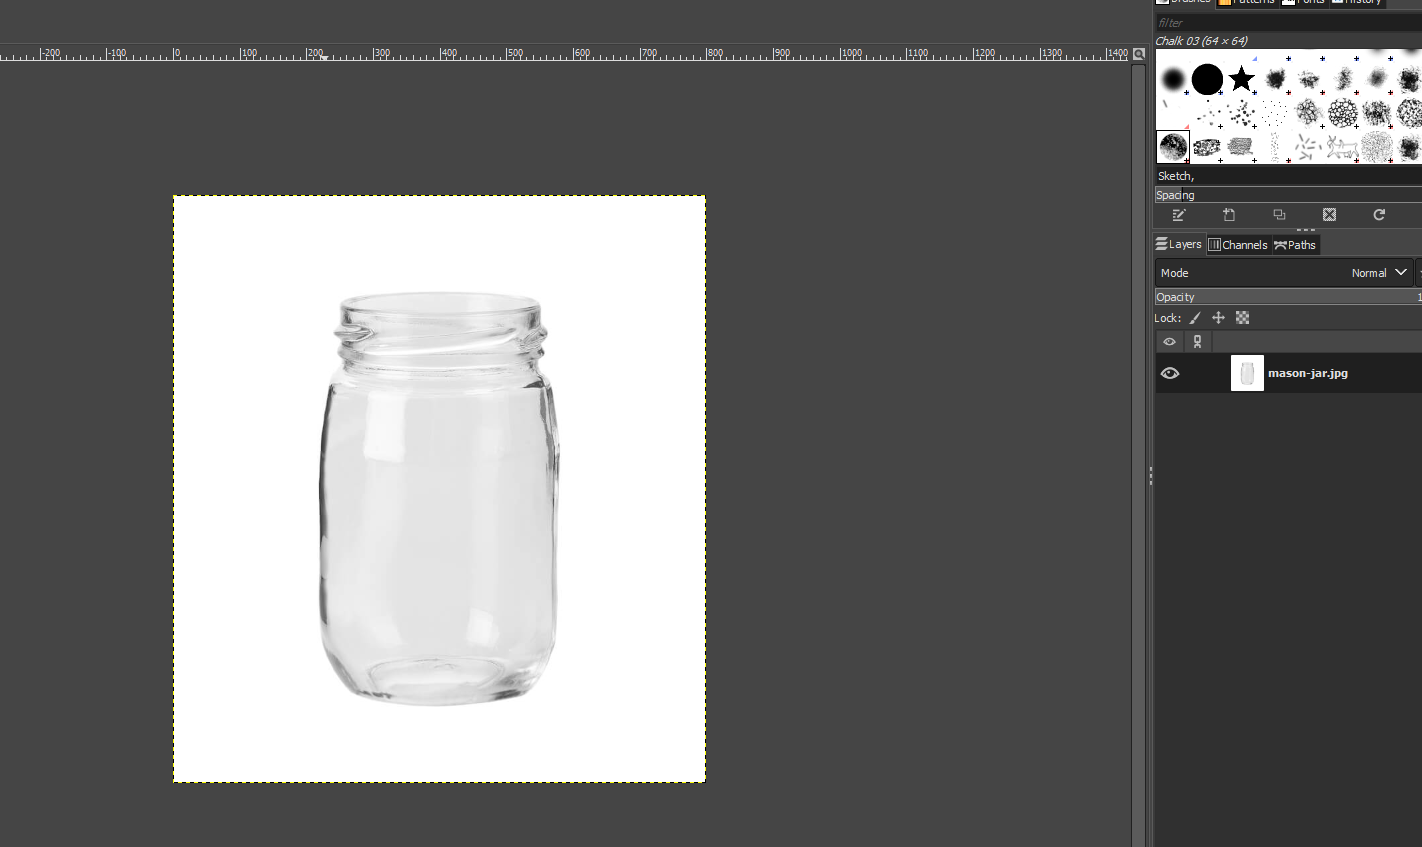 Brushes Patterns Fonts History
filter
Chalk 03 (64 × 64)
-200 -100 0 100 200 300 400 500 600 700 800 900 1000 1100 1200 1300 1400
Sketch,
Spacing
Layers Channels Paths
Mode Normal
Opacity 1
Lock:
mason-jar.jpg